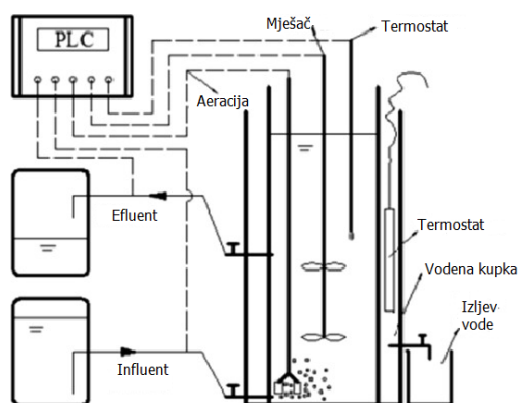 Mješač
Termostat
PLC
Aeracija
Efluent
Termostat
Vodena kupka
Izljev
vode
Influent